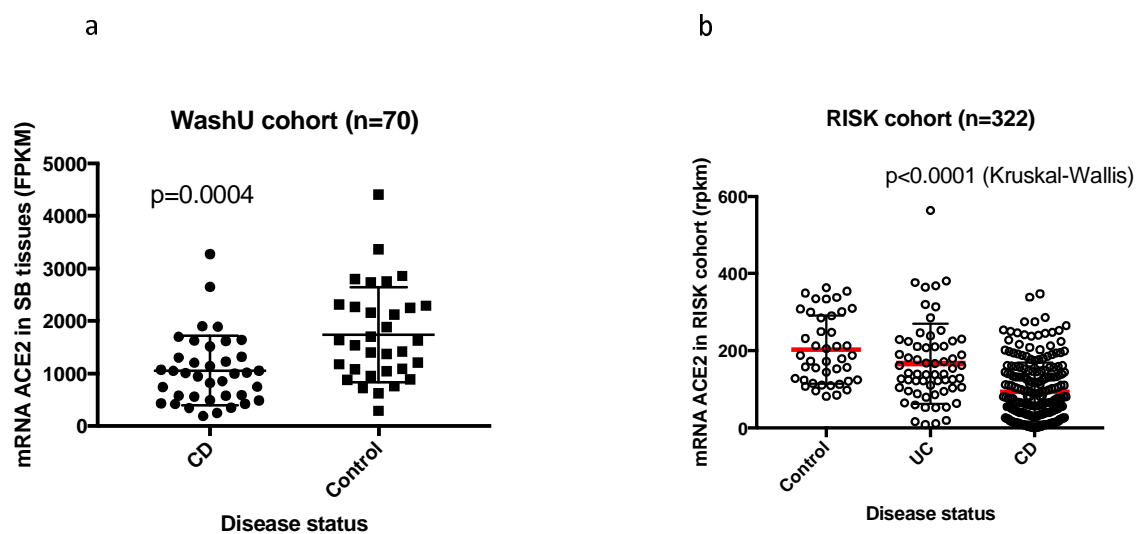 a
WashU cohort (n=70)
mRNA ACE2 in SB tissues (FPKM)
5000
4000
3000
2000
1000
0
p=0.0004
CD
Control
Disease status
b
RISK cohort (n=322)
p<0.0001 (Kruskal-Wallis)
mRNA ACE2 in RISK cohort (rpkm)
600
400
200
0
Control
UC
CD
Disease status